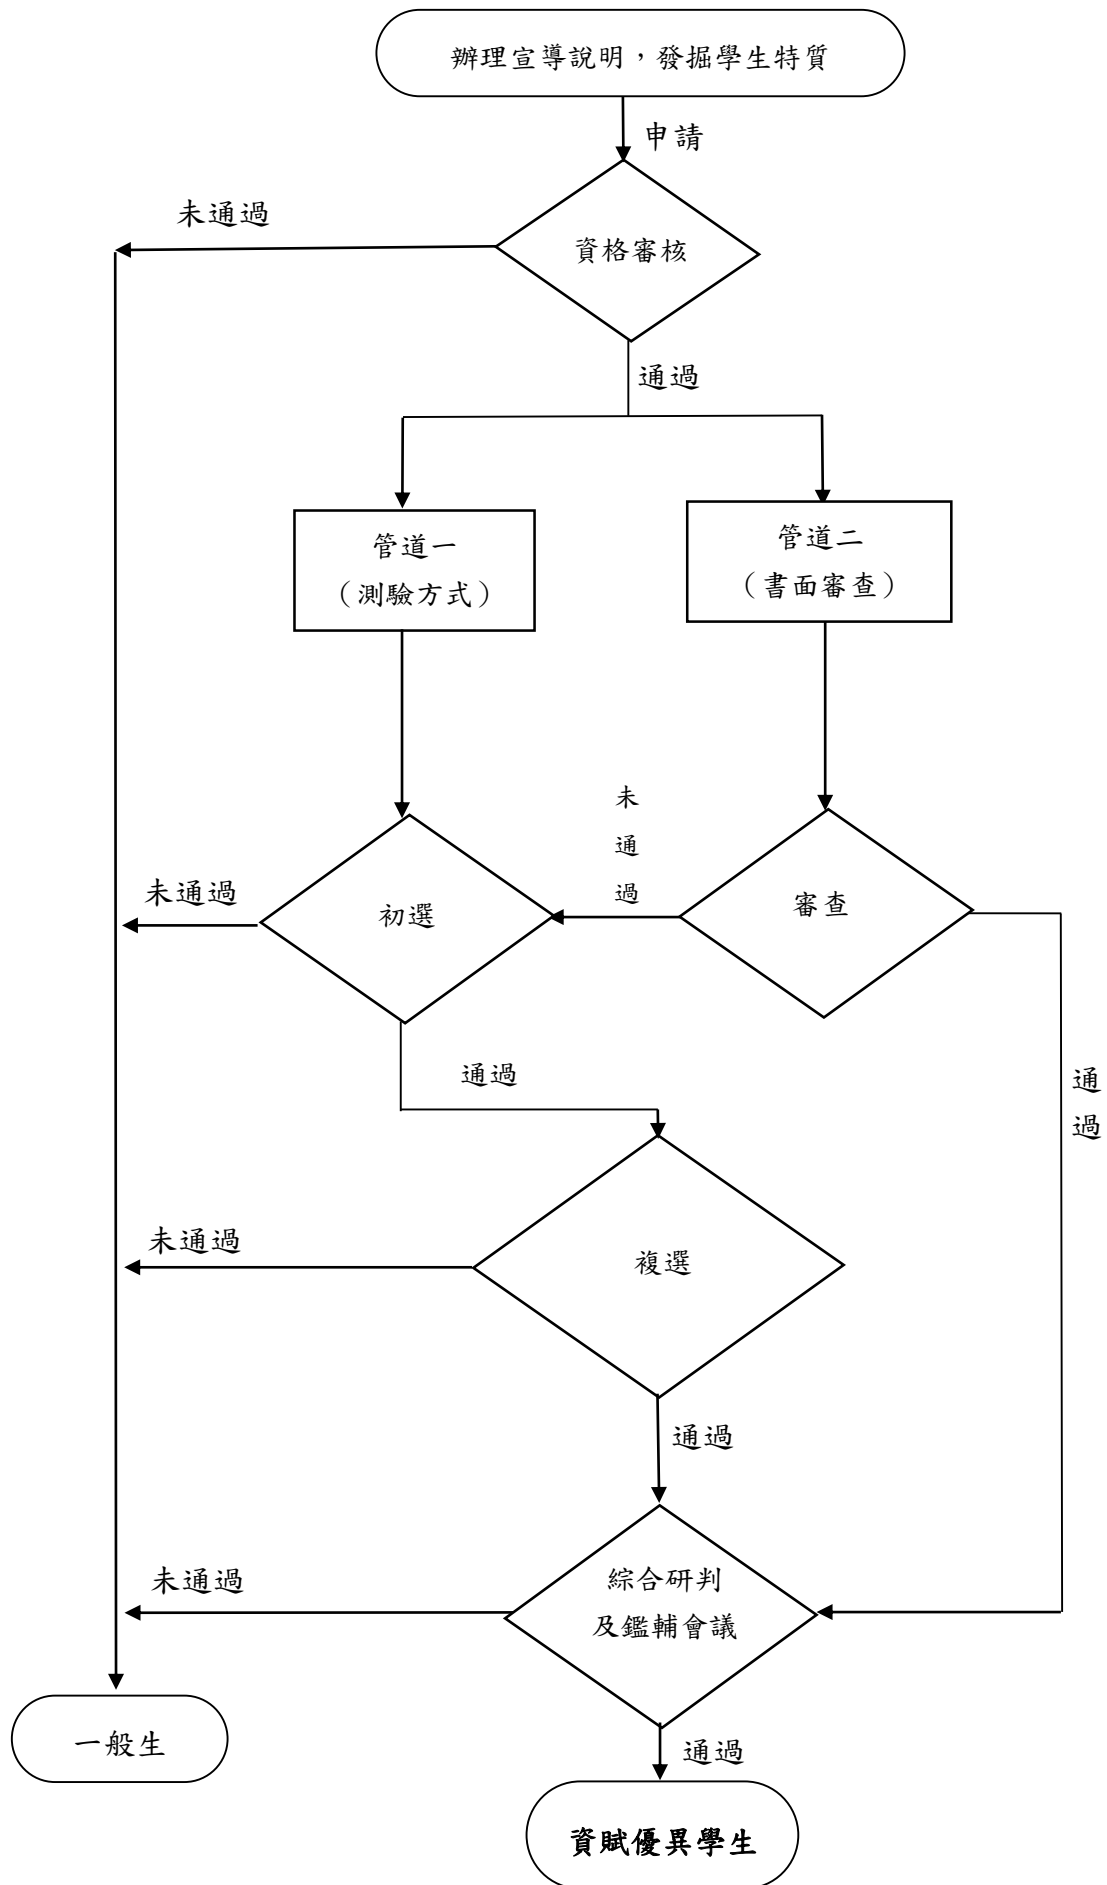 辦理宣導說明，發掘學生特質
申請
未通過
資格審核
通過
管道一
（測驗方式）
管道二
（書面審查）
未
通
過
未通過
初選
審查
通過
通
過
未通過
複選
通過
未通過
綜合研判
及鑑輔會議
一般生
通過
資賦優異學生